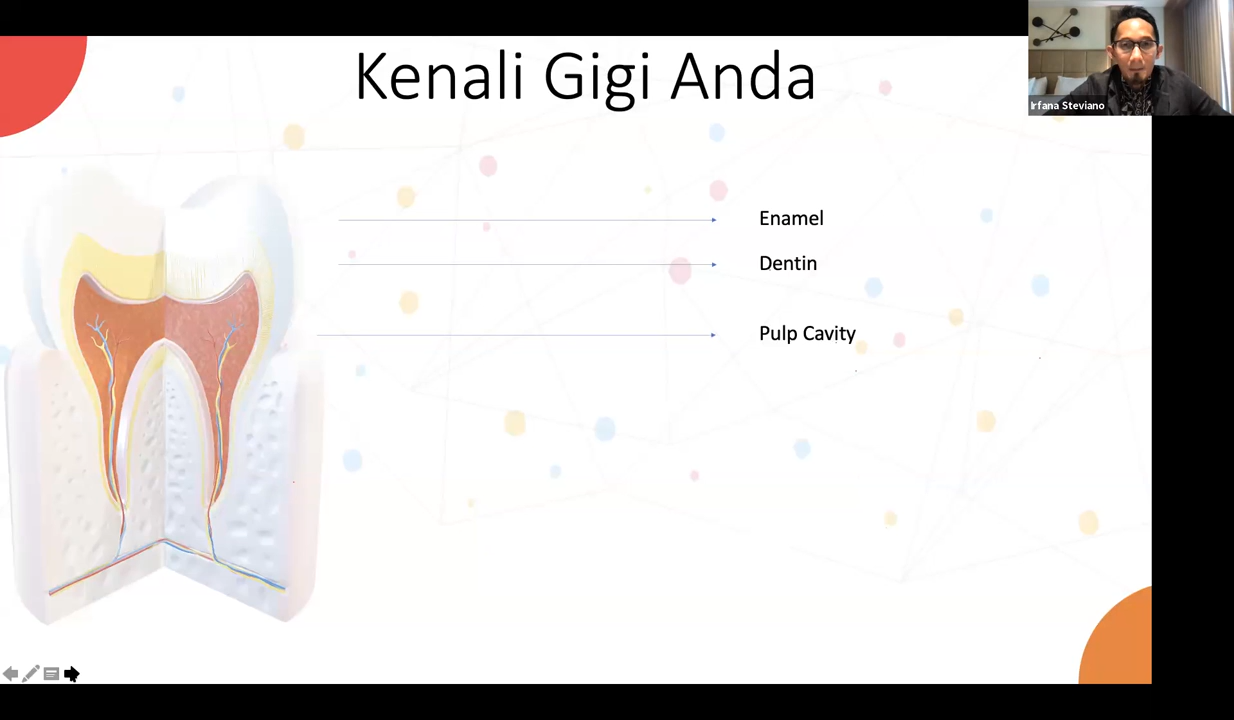 Kenali Gigi Anda
Irfana Steviano
Enamel
Dentin
Pulp Cavity